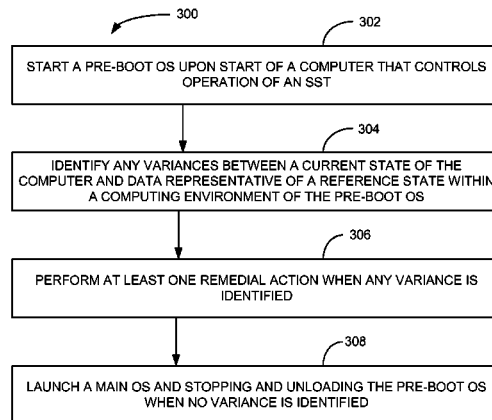 300
302
START A PRE-BOOT OS UPON START OF A COMPUTER THAT CONTROLS
OPERATION OF AN SST
304
IDENTIFY ANY VARIANCES BETWEEN A CURRENT STATE OF THE
COMPUTER AND DATA REPRESENTATIVE OF A REFERENCE STATE WITHIN
A COMPUTING ENVIRONMENT OF THE PRE-BOOT OS
306
PERFORM AT LEAST ONE REMEDIAL ACTION WHEN ANY VARIANCE IS
IDENTIFIED
308
LAUNCH A MAIN OS AND STOPPING AND UNLOADING THE PRE-BOOT OS
WHEN NO VARIANCE IS IDENTIFIED